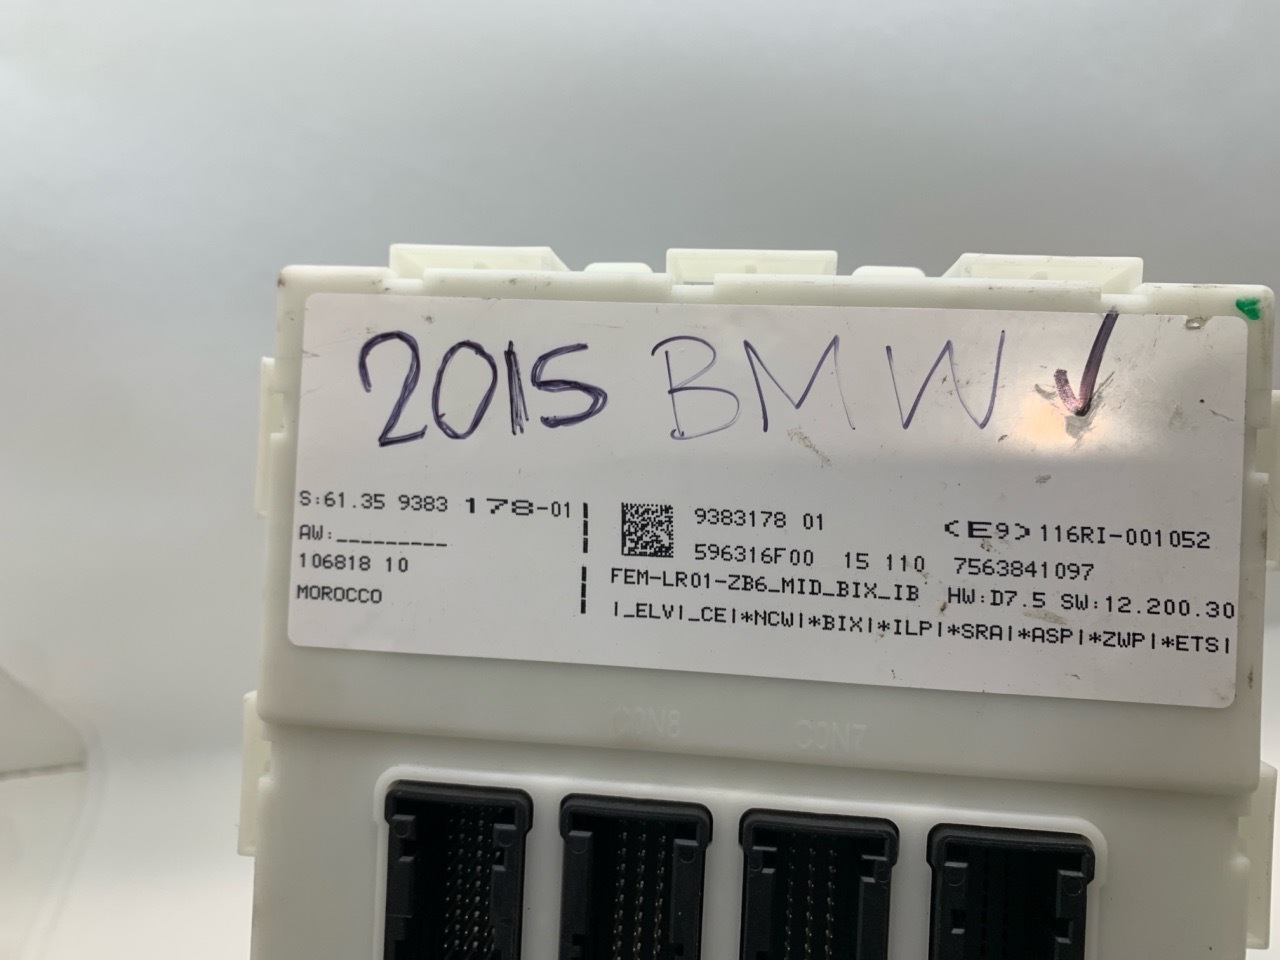 2015 BMW ✓
S:61.35 9383 178-01
AW:_________
106818 10
MOROCCO
9383178 01
<E9> 116RI-001052
596316F00 15 110 7563841097
FEM-LR01-ZB6_MID_BIX_IB HW:D7.5 SW:12.200.30
|_ELV|_CE|*NCW|*BIX|*ILP|*SRA|*ASP|*ZWP|*ETS|
CON8 CON7